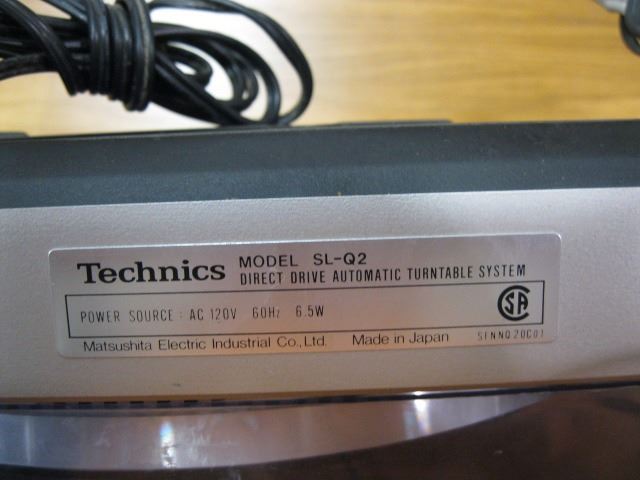 Technics MODEL SL-Q2
DIRECT DRIVE AUTOMATIC TURNTABLE SYSTEM
POWER SOURCE : AC 120V 60Hz 6.5W
Matsushita Electric Industrial Co., Ltd. Made in Japan SFNNQ20C01